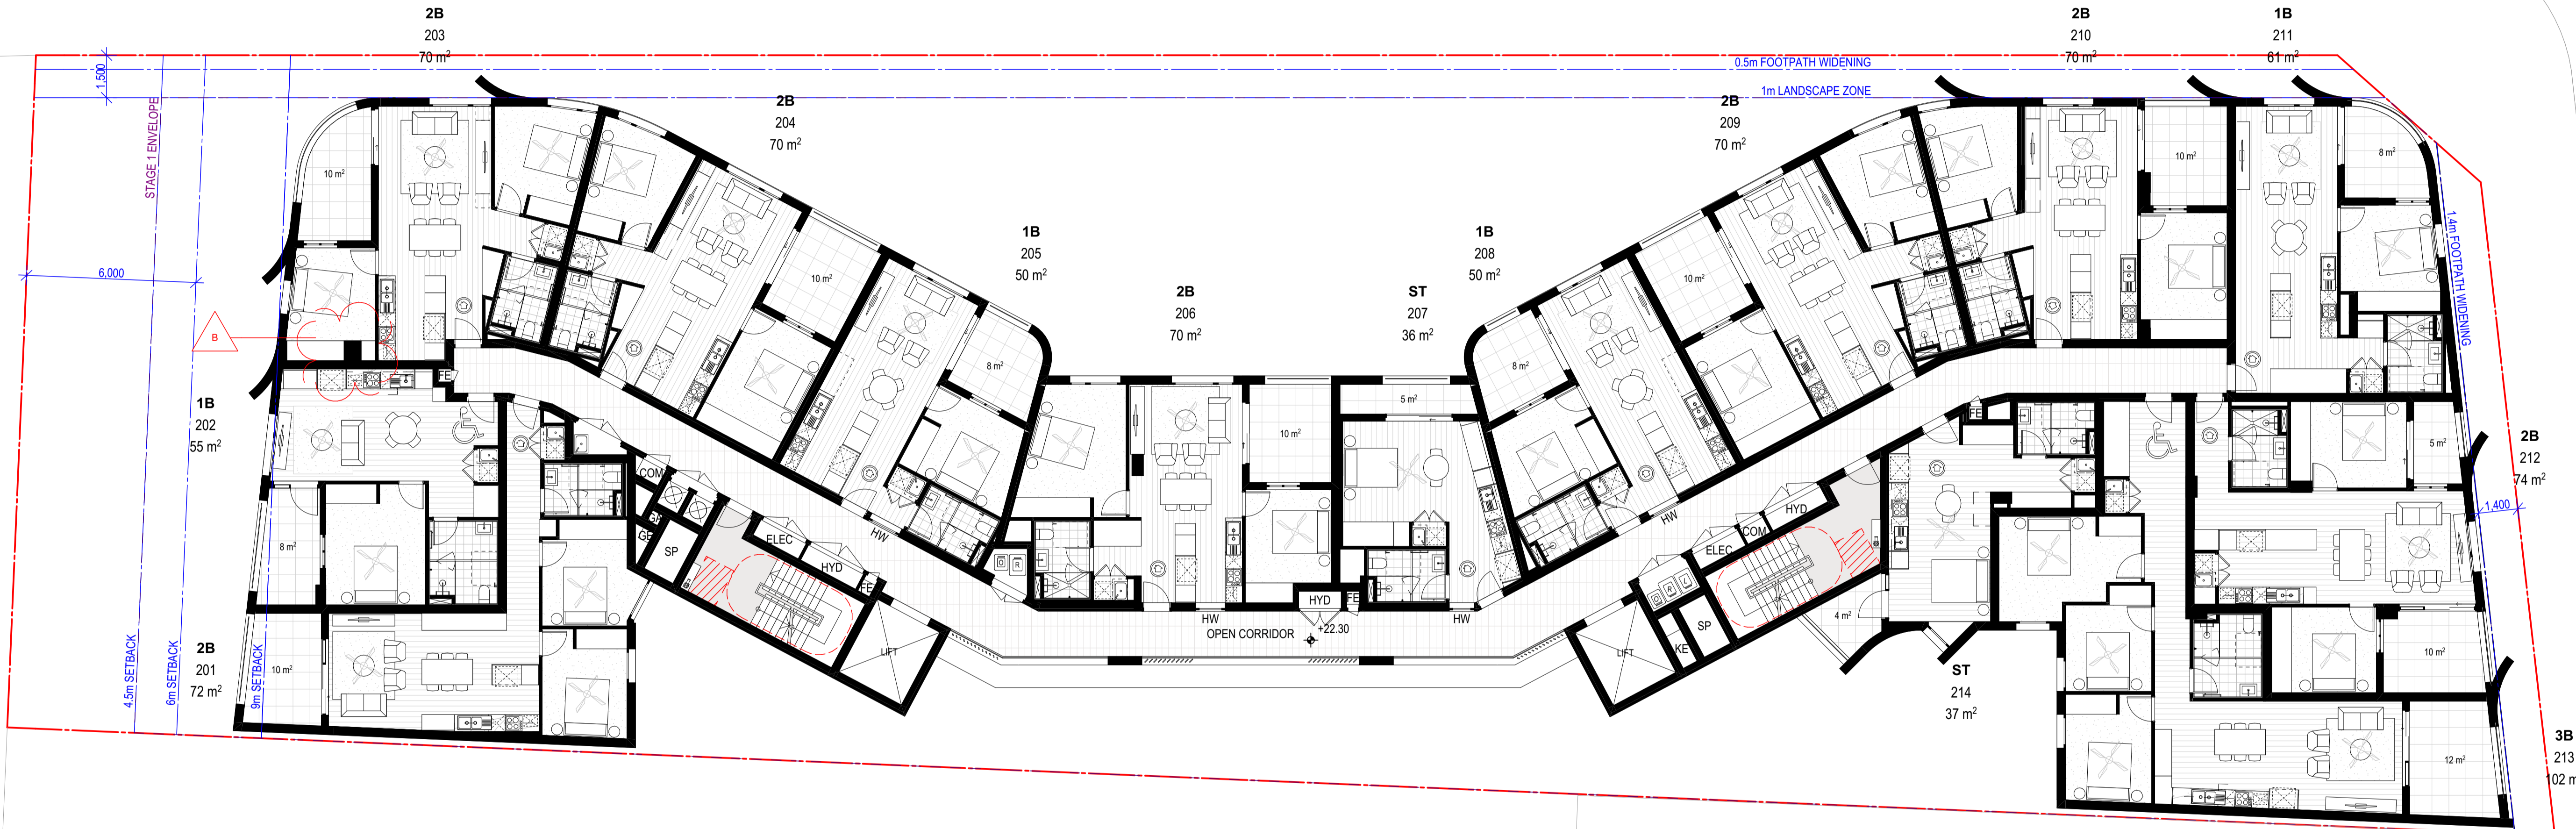 2B
203
70 m²
2B
210
70 m²
1B
211
61 m²
0.5m FOOTPATH WIDENING
1m LANDSCAPE ZONE
1,500
STAGE 1 ENVELOPE
2B
204
70 m²
2B
209
70 m²
10 m²
10 m²
8 m²
1.4m FOOTPATH WIDENING
6,000
B
1B
205
50 m²
1B
208
50 m²
10 m²
10 m²
2B
206
70 m²
ST
207
36 m²
8 m²
8 m²
FE
5 m²
1B
202
55 m²
FE
10 m²
5 m²
2B
212
74 m²
1,400
COM
GA
GE
SP
ELEC
HYD
FE
HW
8 m²
O
R
HW
HYD
COM
ELEC
HYD
FE
HW
OPEN CORRIDOR
+22.30
HW
LIFT
LIFT
KE
SP
4 m²
ST
214
37 m²
4.5m SETBACK
6m SETBACK
9m SETBACK
2B
201
72 m²
10 m²
10 m²
12 m²
3B
213
102 m